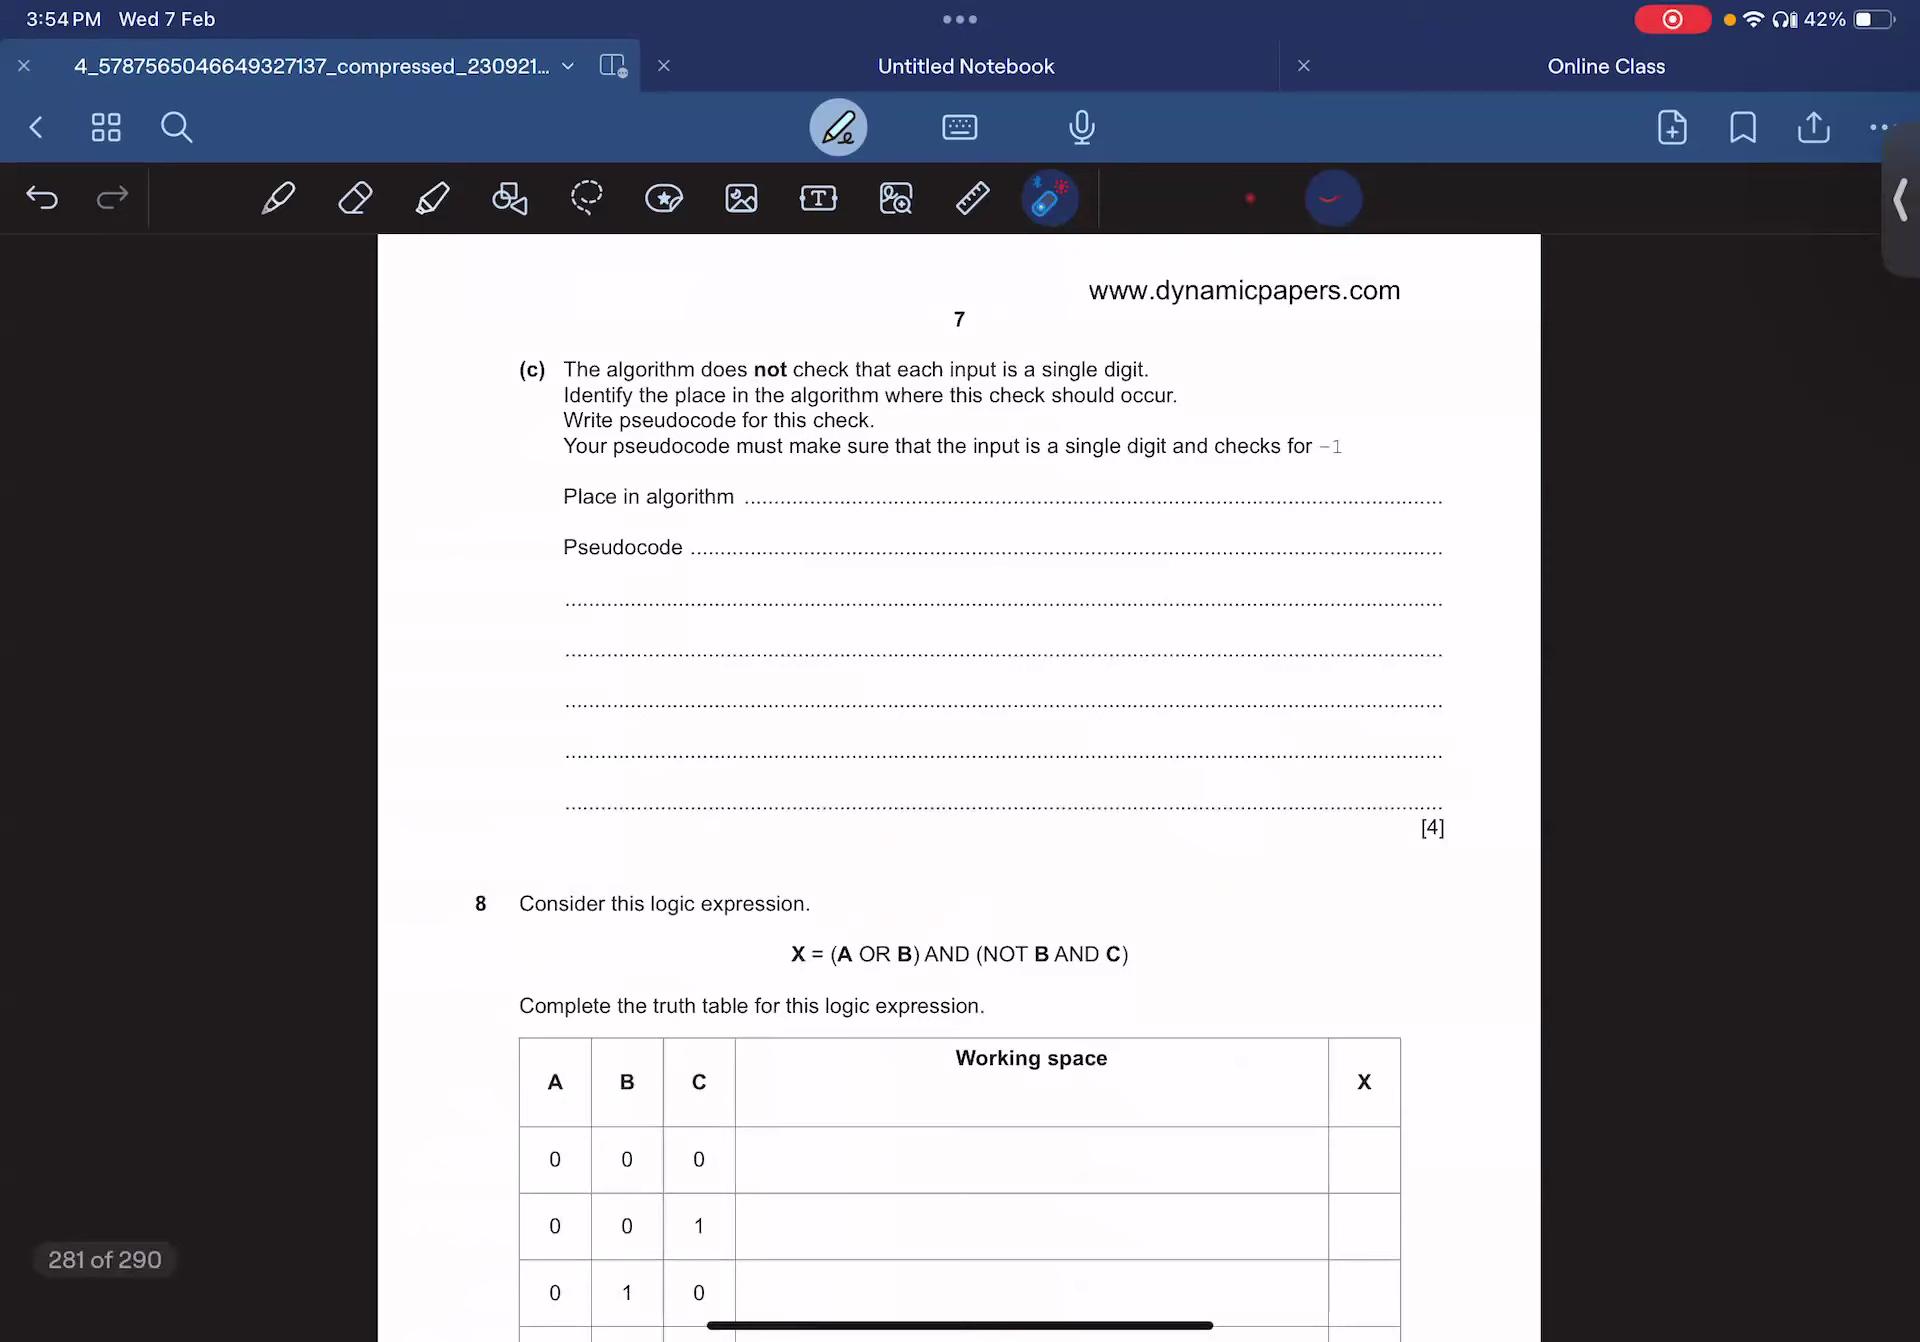 3:54 PM Wed 7 Feb
42%
4_5787565046649327137_compressed_230921...
Untitled Notebook
Online Class
www.dynamicpapers.com
7
(c) The algorithm does not check that each input is a single digit.
Identify the place in the algorithm where this check should occur.
Write pseudocode for this check.
Your pseudocode must make sure that the input is a single digit and checks for -1
Place in algorithm ................................................................
Pseudocode ................................................................
................................................................
................................................................
................................................................
................................................................
................................................................
[4]
8 Consider this logic expression.
X = (A OR B) AND (NOT B AND C)
Complete the truth table for this logic expression.
A B C Working space X
0 0 0
0 0 1
0 1 0
281 of 290